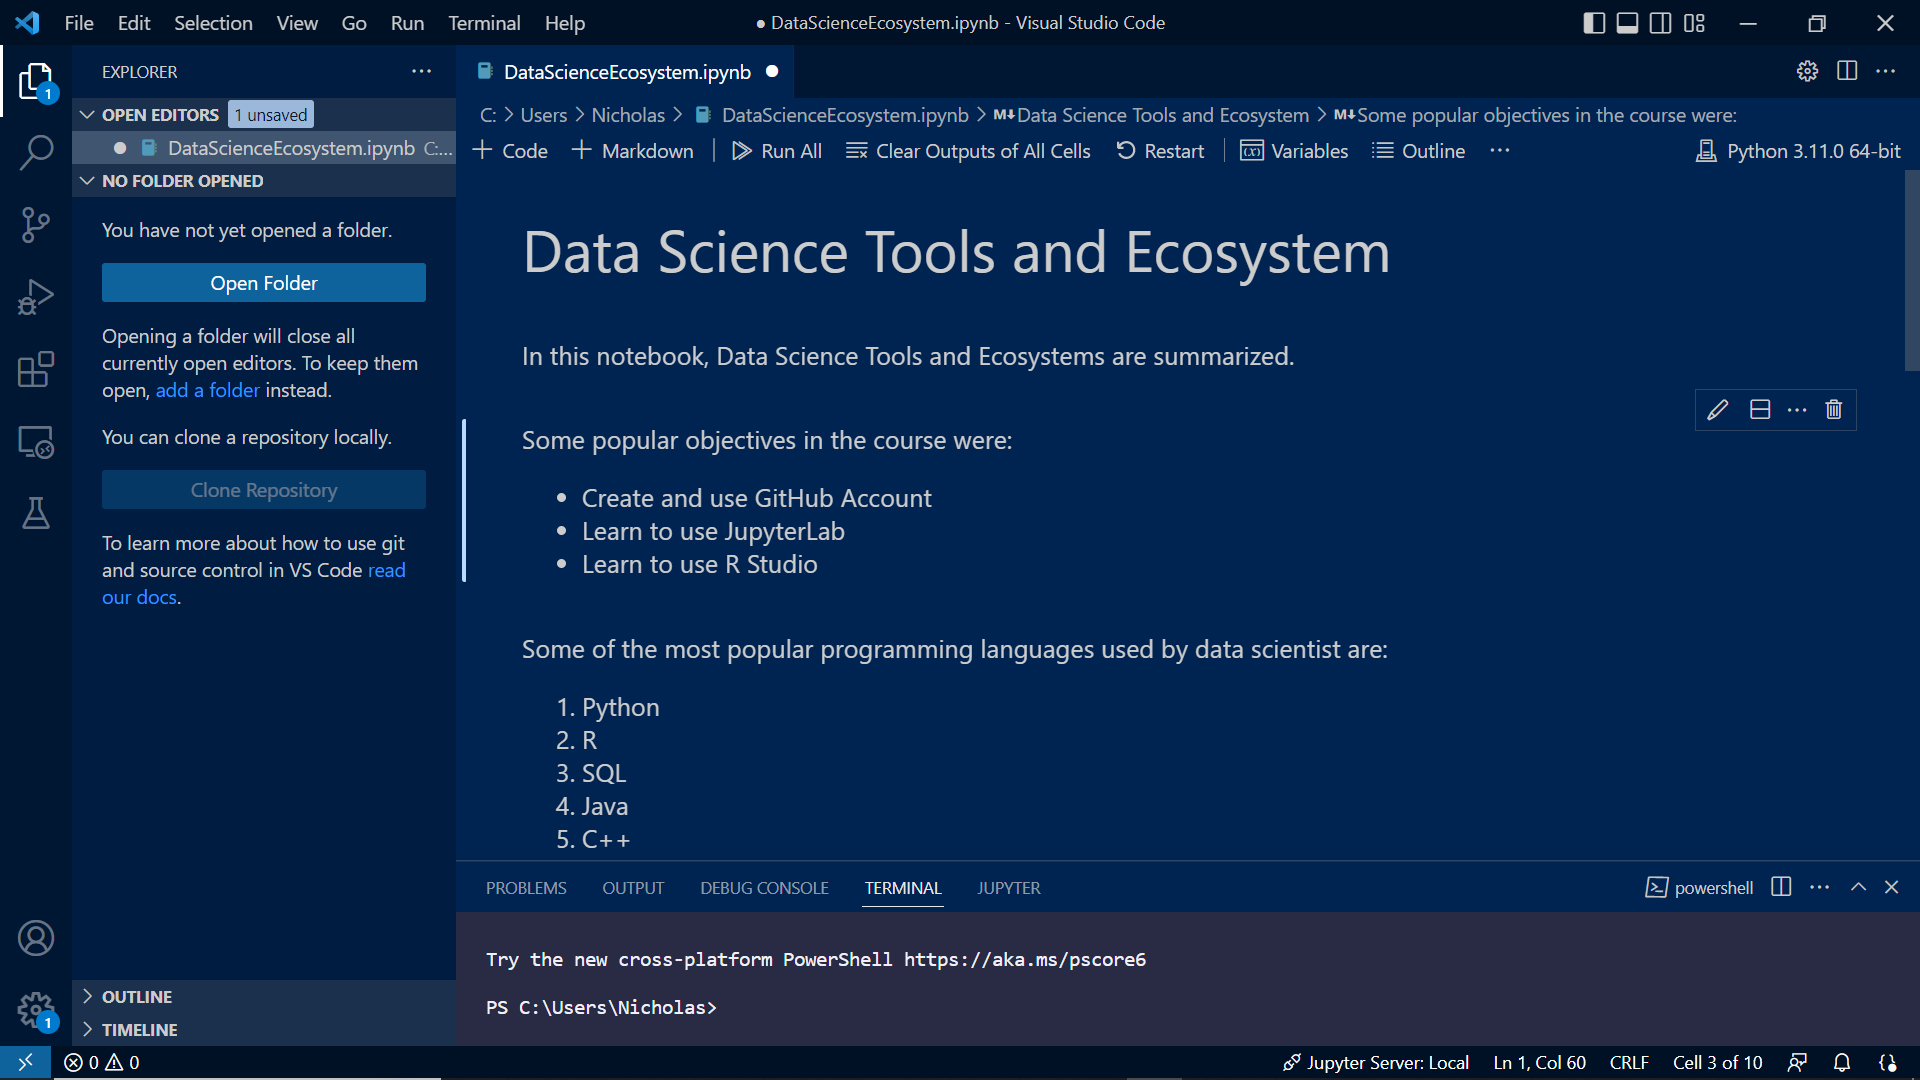 File Edit Selection View Go Run Terminal Help
● DataScienceEcosystem.ipynb - Visual Studio Code
EXPLORER
1
OPEN EDITORS 1 unsaved
● DataScienceEcosystem.ipynb C:...
NO FOLDER OPENED
You have not yet opened a folder.
Open Folder
Opening a folder will close all
currently open editors. To keep them
open, add a folder instead.
You can clone a repository locally.
Clone Repository
To learn more about how to use git
and source control in VS Code read
our docs.
OUTLINE
1
TIMELINE
DataScienceEcosystem.ipynb ●
C: > Users > Nicholas > DataScienceEcosystem.ipynb > M↓Data Science Tools and Ecosystem > M↓Some popular objectives in the course were:
+ Code + Markdown | Run All Clear Outputs of All Cells Restart | Variables Outline ... Python 3.11.0 64-bit
Data Science Tools and Ecosystem
In this notebook, Data Science Tools and Ecosystems are summarized.
Some popular objectives in the course were:
• Create and use GitHub Account
• Learn to use JupyterLab
• Learn to use R Studio
Some of the most popular programming languages used by data scientist are:
1. Python
2. R
3. SQL
4. Java
5. C++
PROBLEMS OUTPUT DEBUG CONSOLE TERMINAL JUPYTER powershell
Try the new cross-platform PowerShell https://aka.ms/pscore6
PS C:\Users\Nicholas>
0 0 Jupyter Server: Local Ln 1, Col 60 CRLF Cell 3 of 10